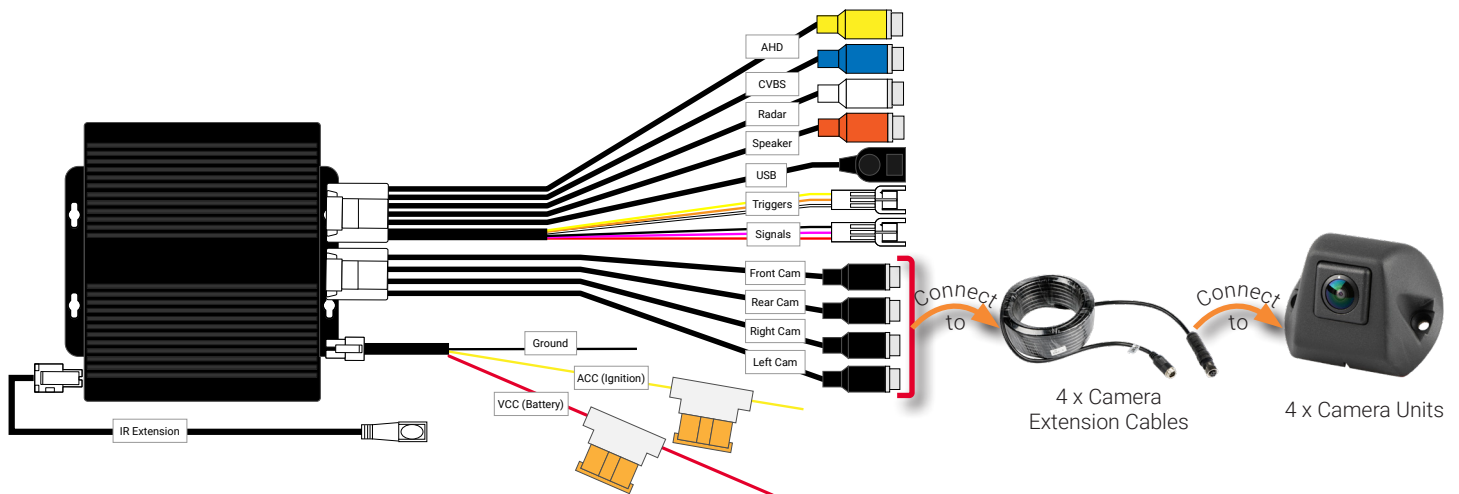 AHD
CVBS
Radar
Speaker
USB
Triggers
Signals
Front Cam
Rear Cam
Right Cam
Left Cam
Connect
to
Connect
to
Ground
ACC (Ignition)
VCC (Battery)
IR Extension
4 x Camera
Extension Cables
4 x Camera Units